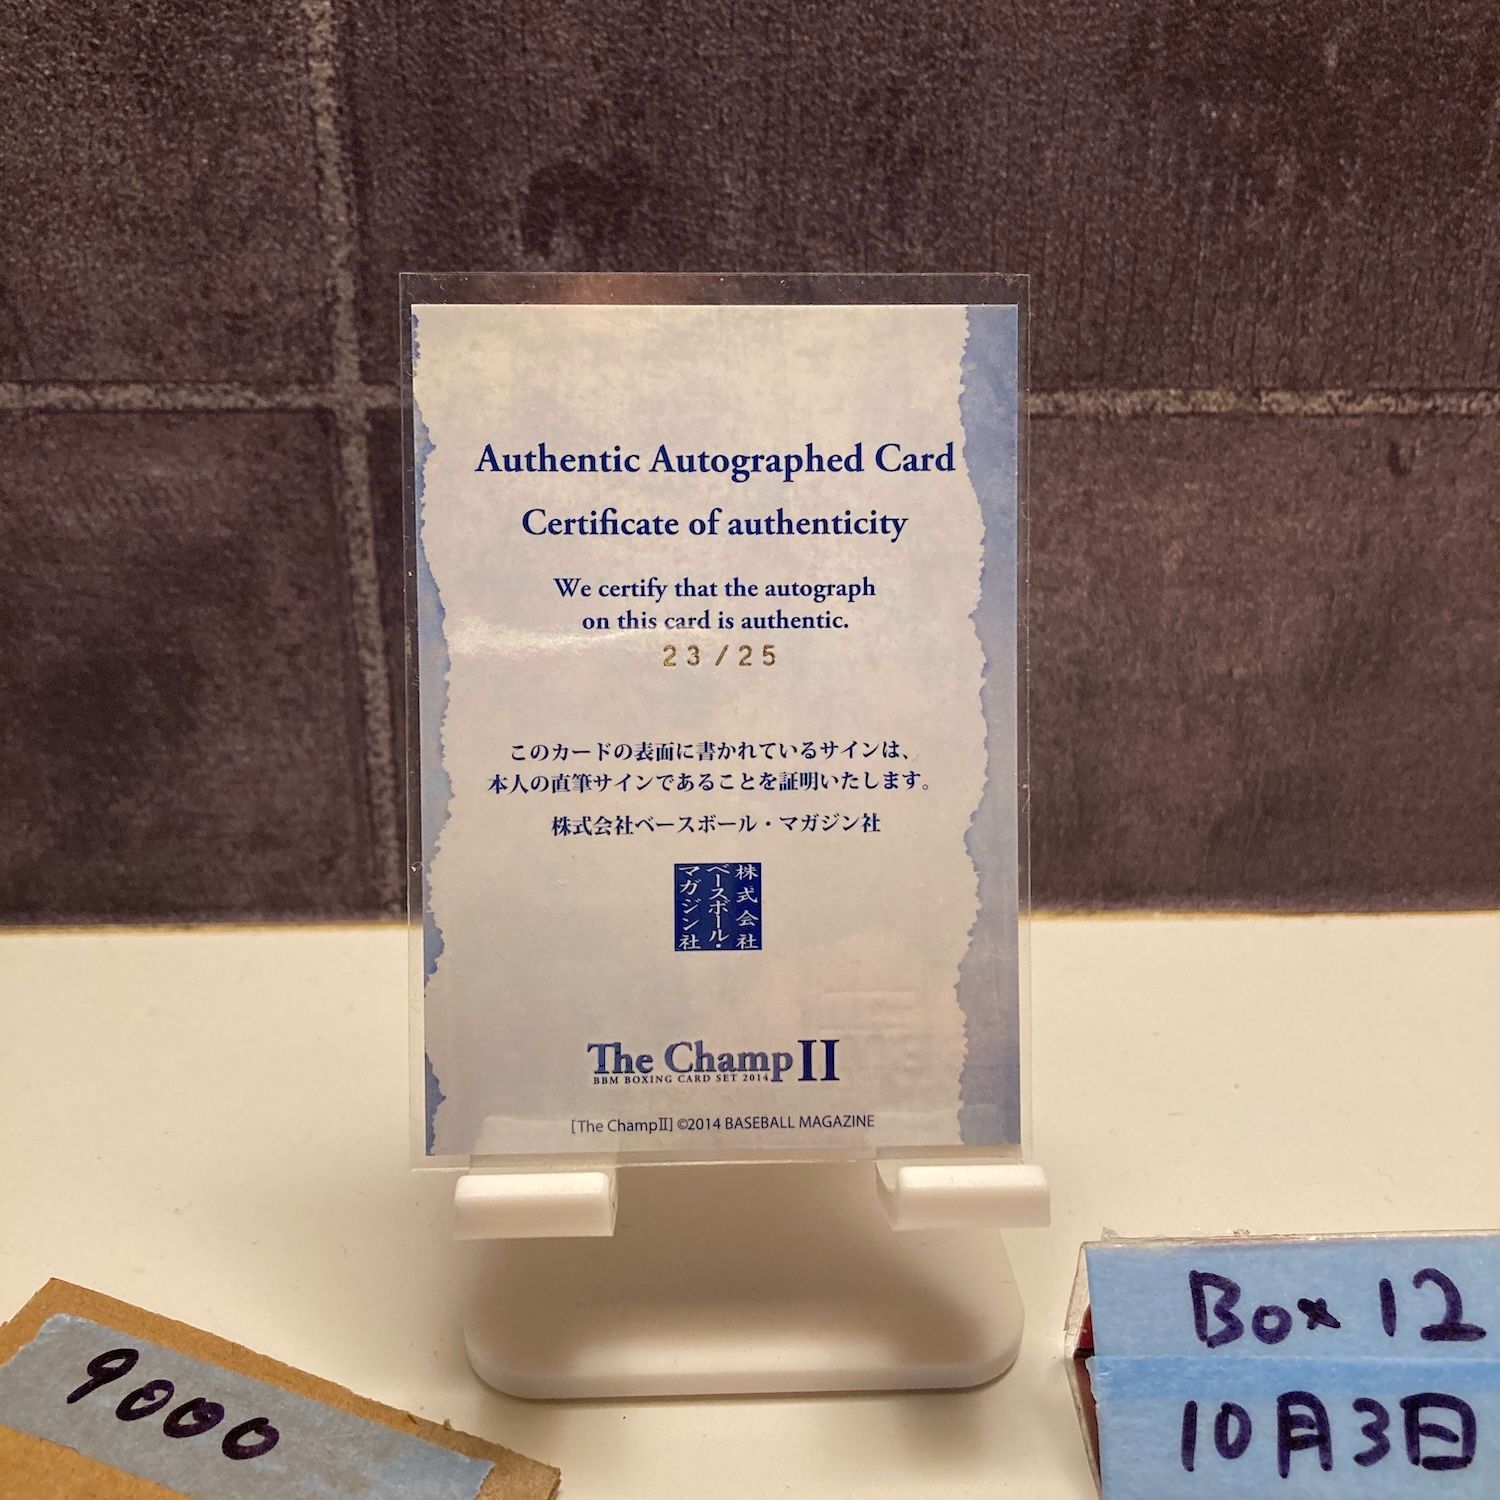 Authentic Autographed Card
Certificate of authenticity
We certify that the autograph
on this card is authentic.
23/25
このカードの表面に書かれているサインは、
本人の直筆サインであることを証明いたします。
株式会社ベースボール・マガジン社
株式会社
ベースボール・
マガジン社
The Champ II
BBM BOXING CARD SET 2014
[The ChampⅡ] ©2014 BASEBALL MAGAZINE
9000
Box 12
10月3日